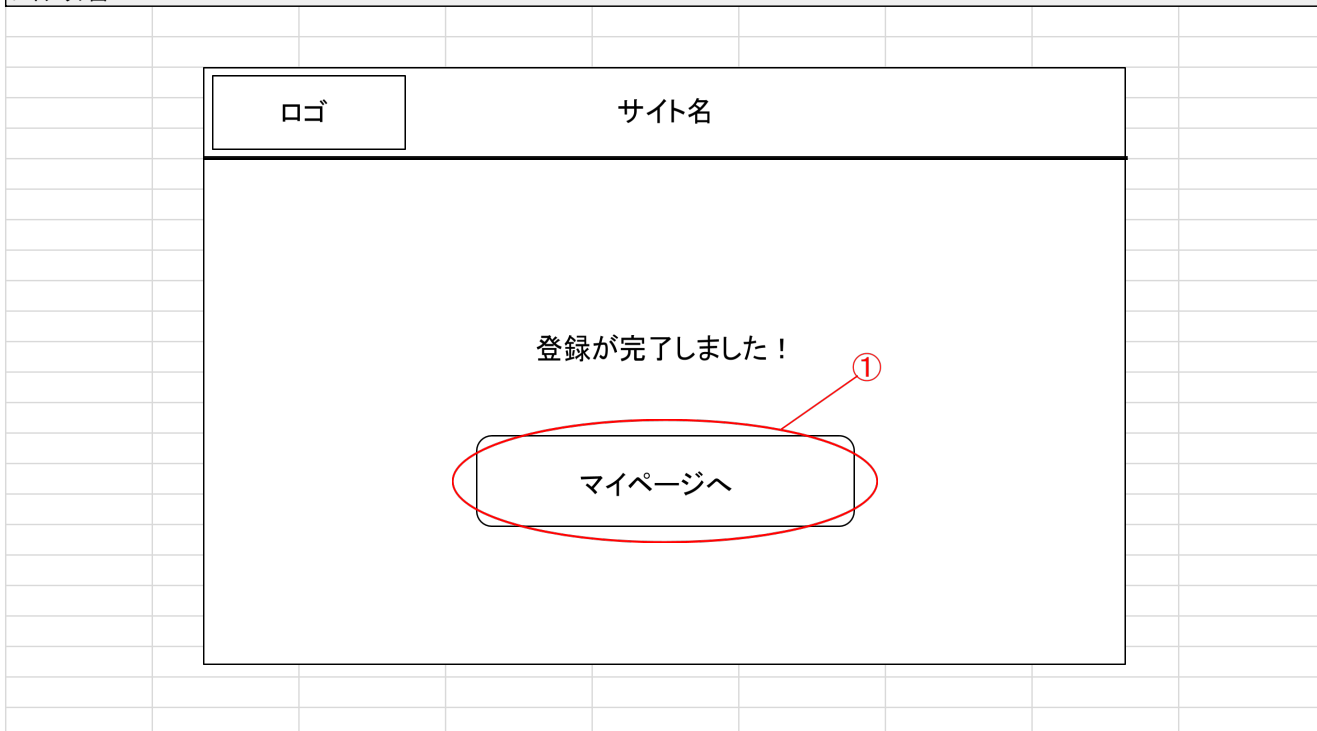 ロゴ
サイト名
登録が完了しました！
①
マイページへ